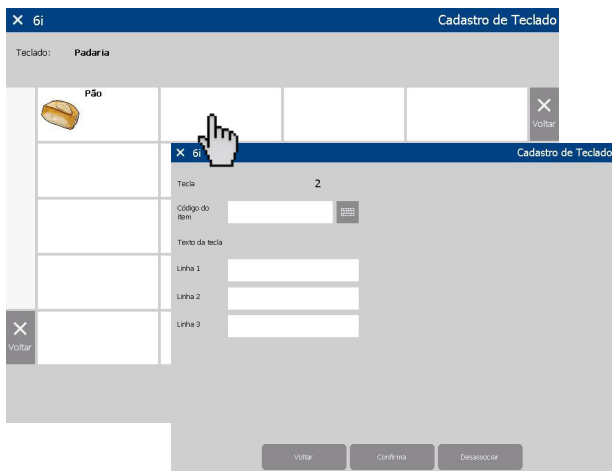 6i Cadastro de Teclado
Teclado: Padaria
Pão
Voltar
Voltar
6i Cadastro de Teclado
Tecla 2
Código do
item
Texto da tecla
Linha 1
Linha 2
Linha 3
Voltar Confirma Desassociar